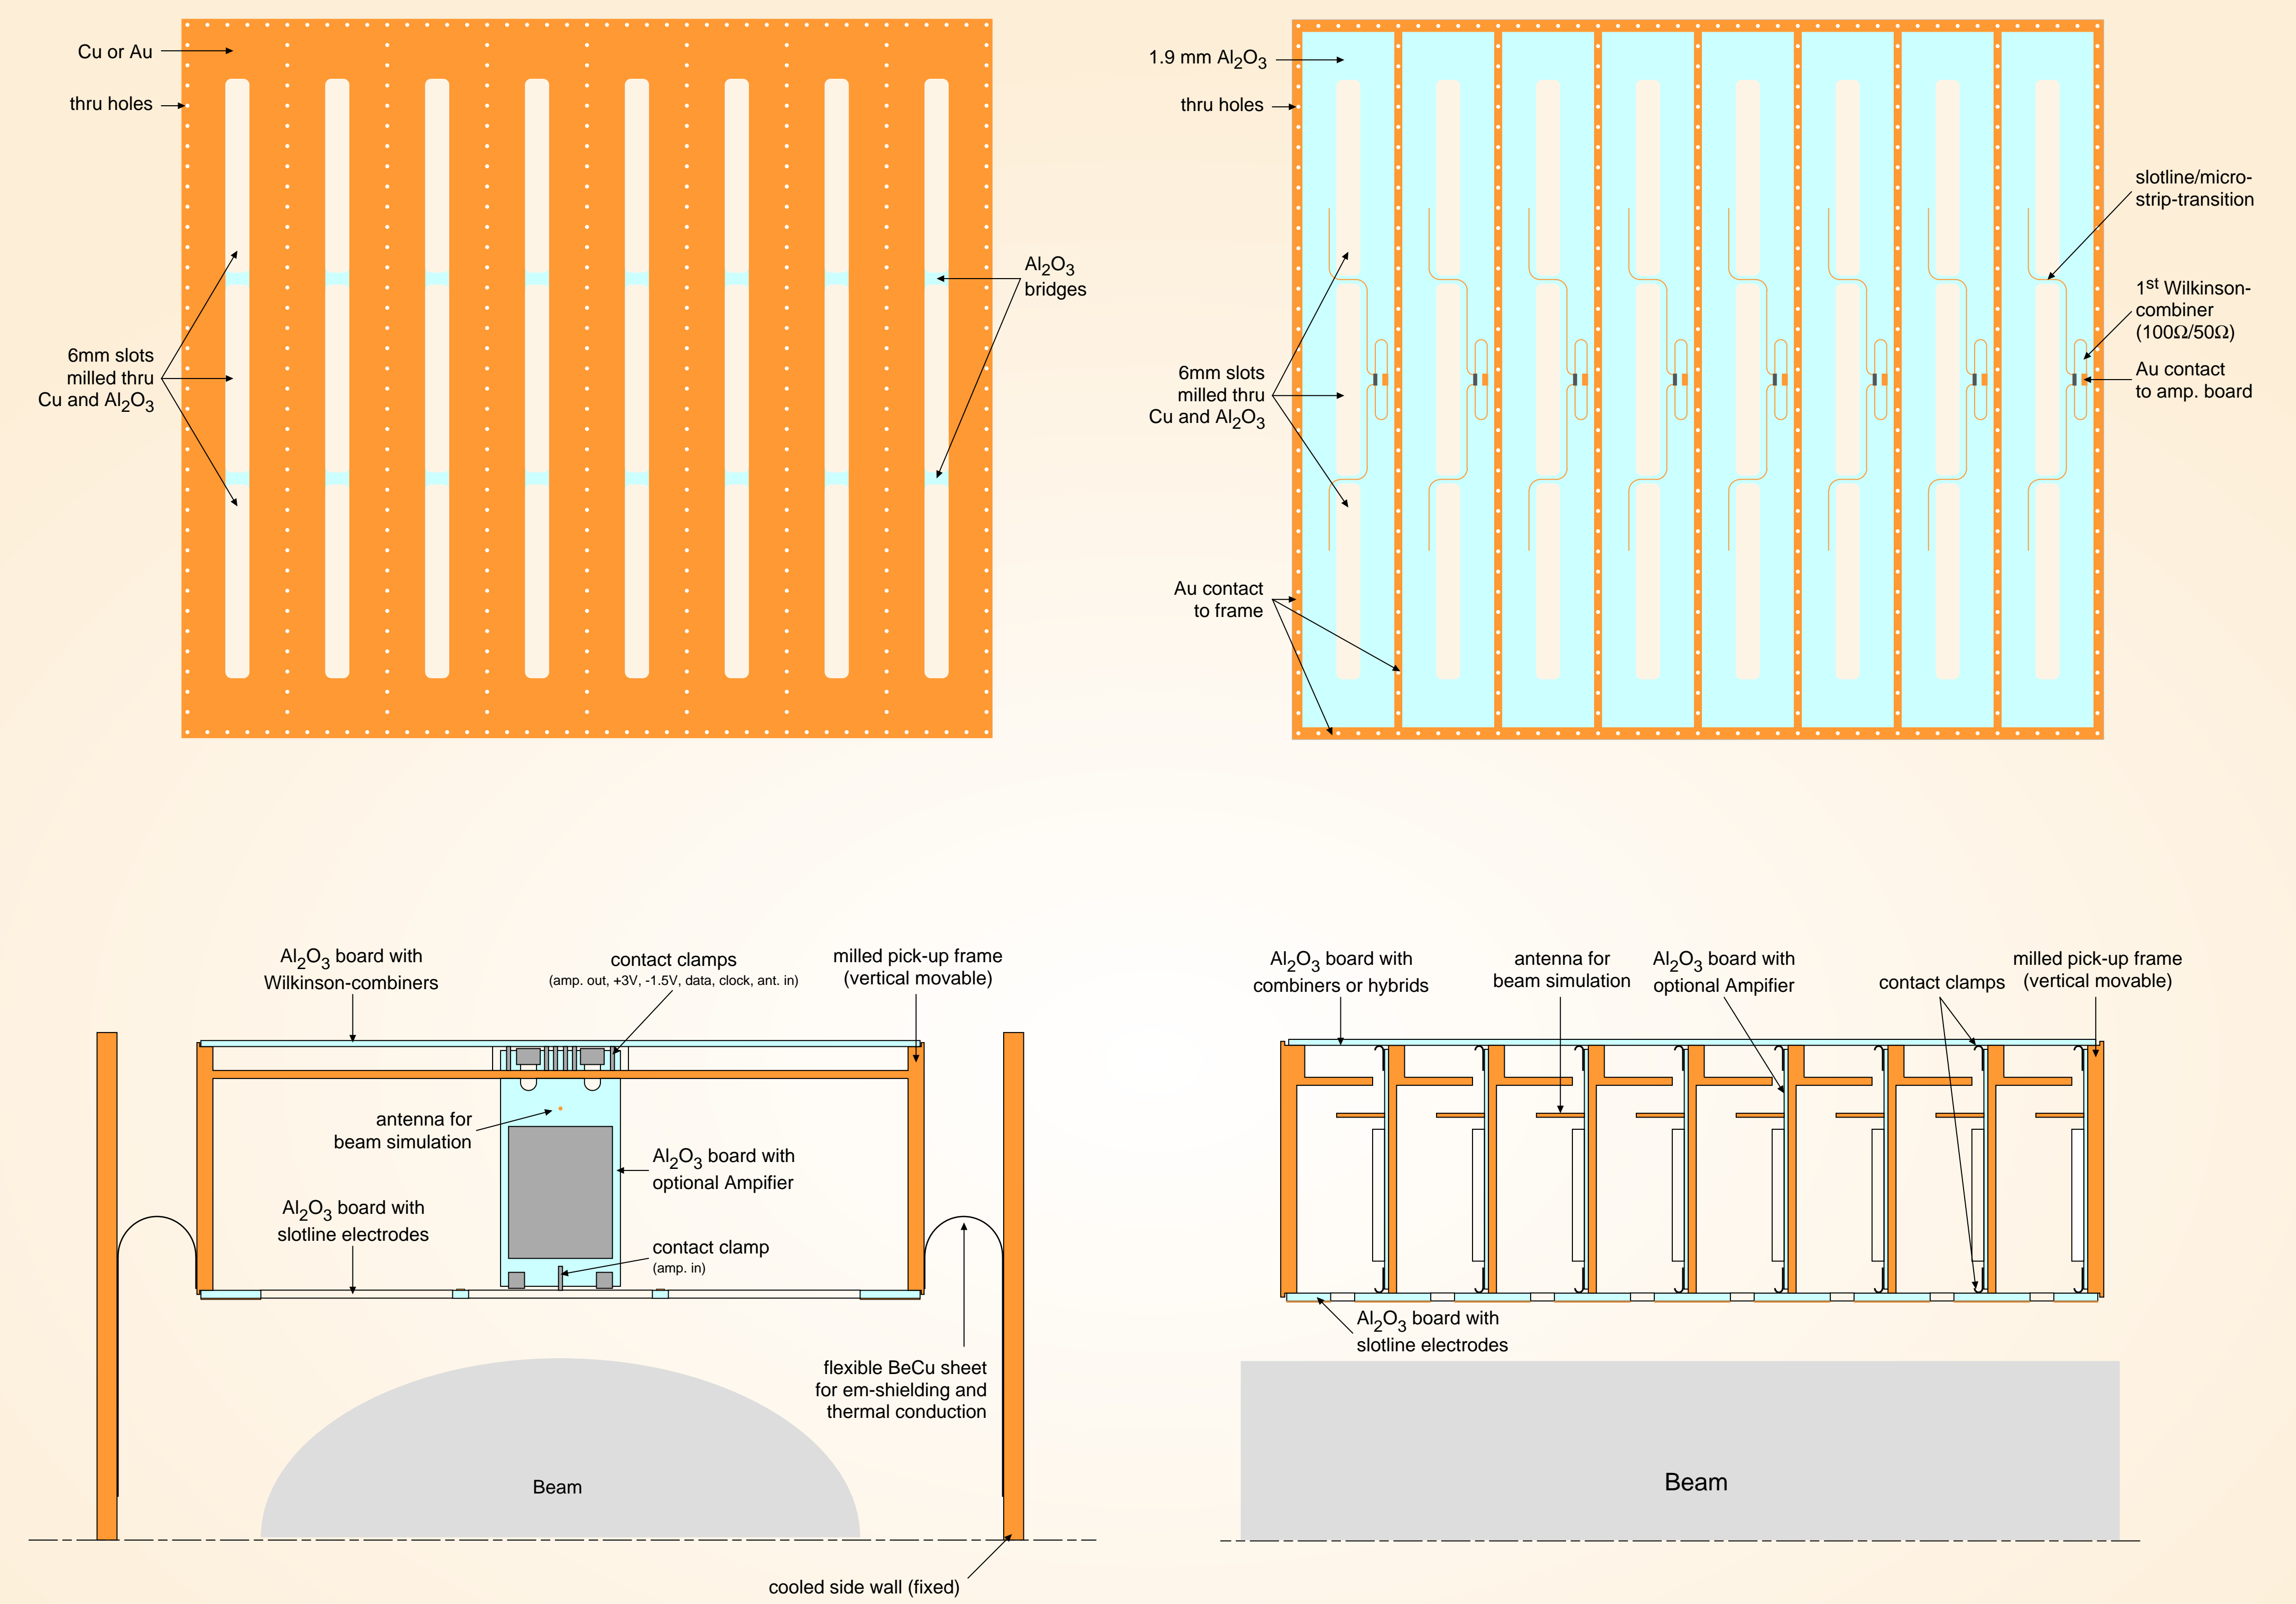 Cu or Au
thru holes
6mm slots
milled thru
Cu and Al₂O₃
Al₂O₃
bridges
1.9 mm Al₂O₃
thru holes
6mm slots
milled thru
Cu and Al₂O₃
Au contact
to frame
slotline/micro-
strip-transition
1st Wilkinson-
combiner
(100Ω/50Ω)
Au contact
to amp. board
Al₂O₃ board with
Wilkinson-combiners
contact clamps
(amp. out, +3V, -1.5V, data, clock, ant. in)
milled pick-up frame
(vertical movable)
antenna for
beam simulation
Al₂O₃ board with
optional Ampifier
Al₂O₃ board with
slotline electrodes
contact clamp
(amp. in)
flexible BeCu sheet
for em-shielding and
thermal conduction
Beam
cooled side wall (fixed)
Al₂O₃ board with
combiners or hybrids
antenna for
beam simulation
Al₂O₃ board with
optional Ampifier
contact clamps
milled pick-up frame
(vertical movable)
Al₂O₃ board with
slotline electrodes
Beam